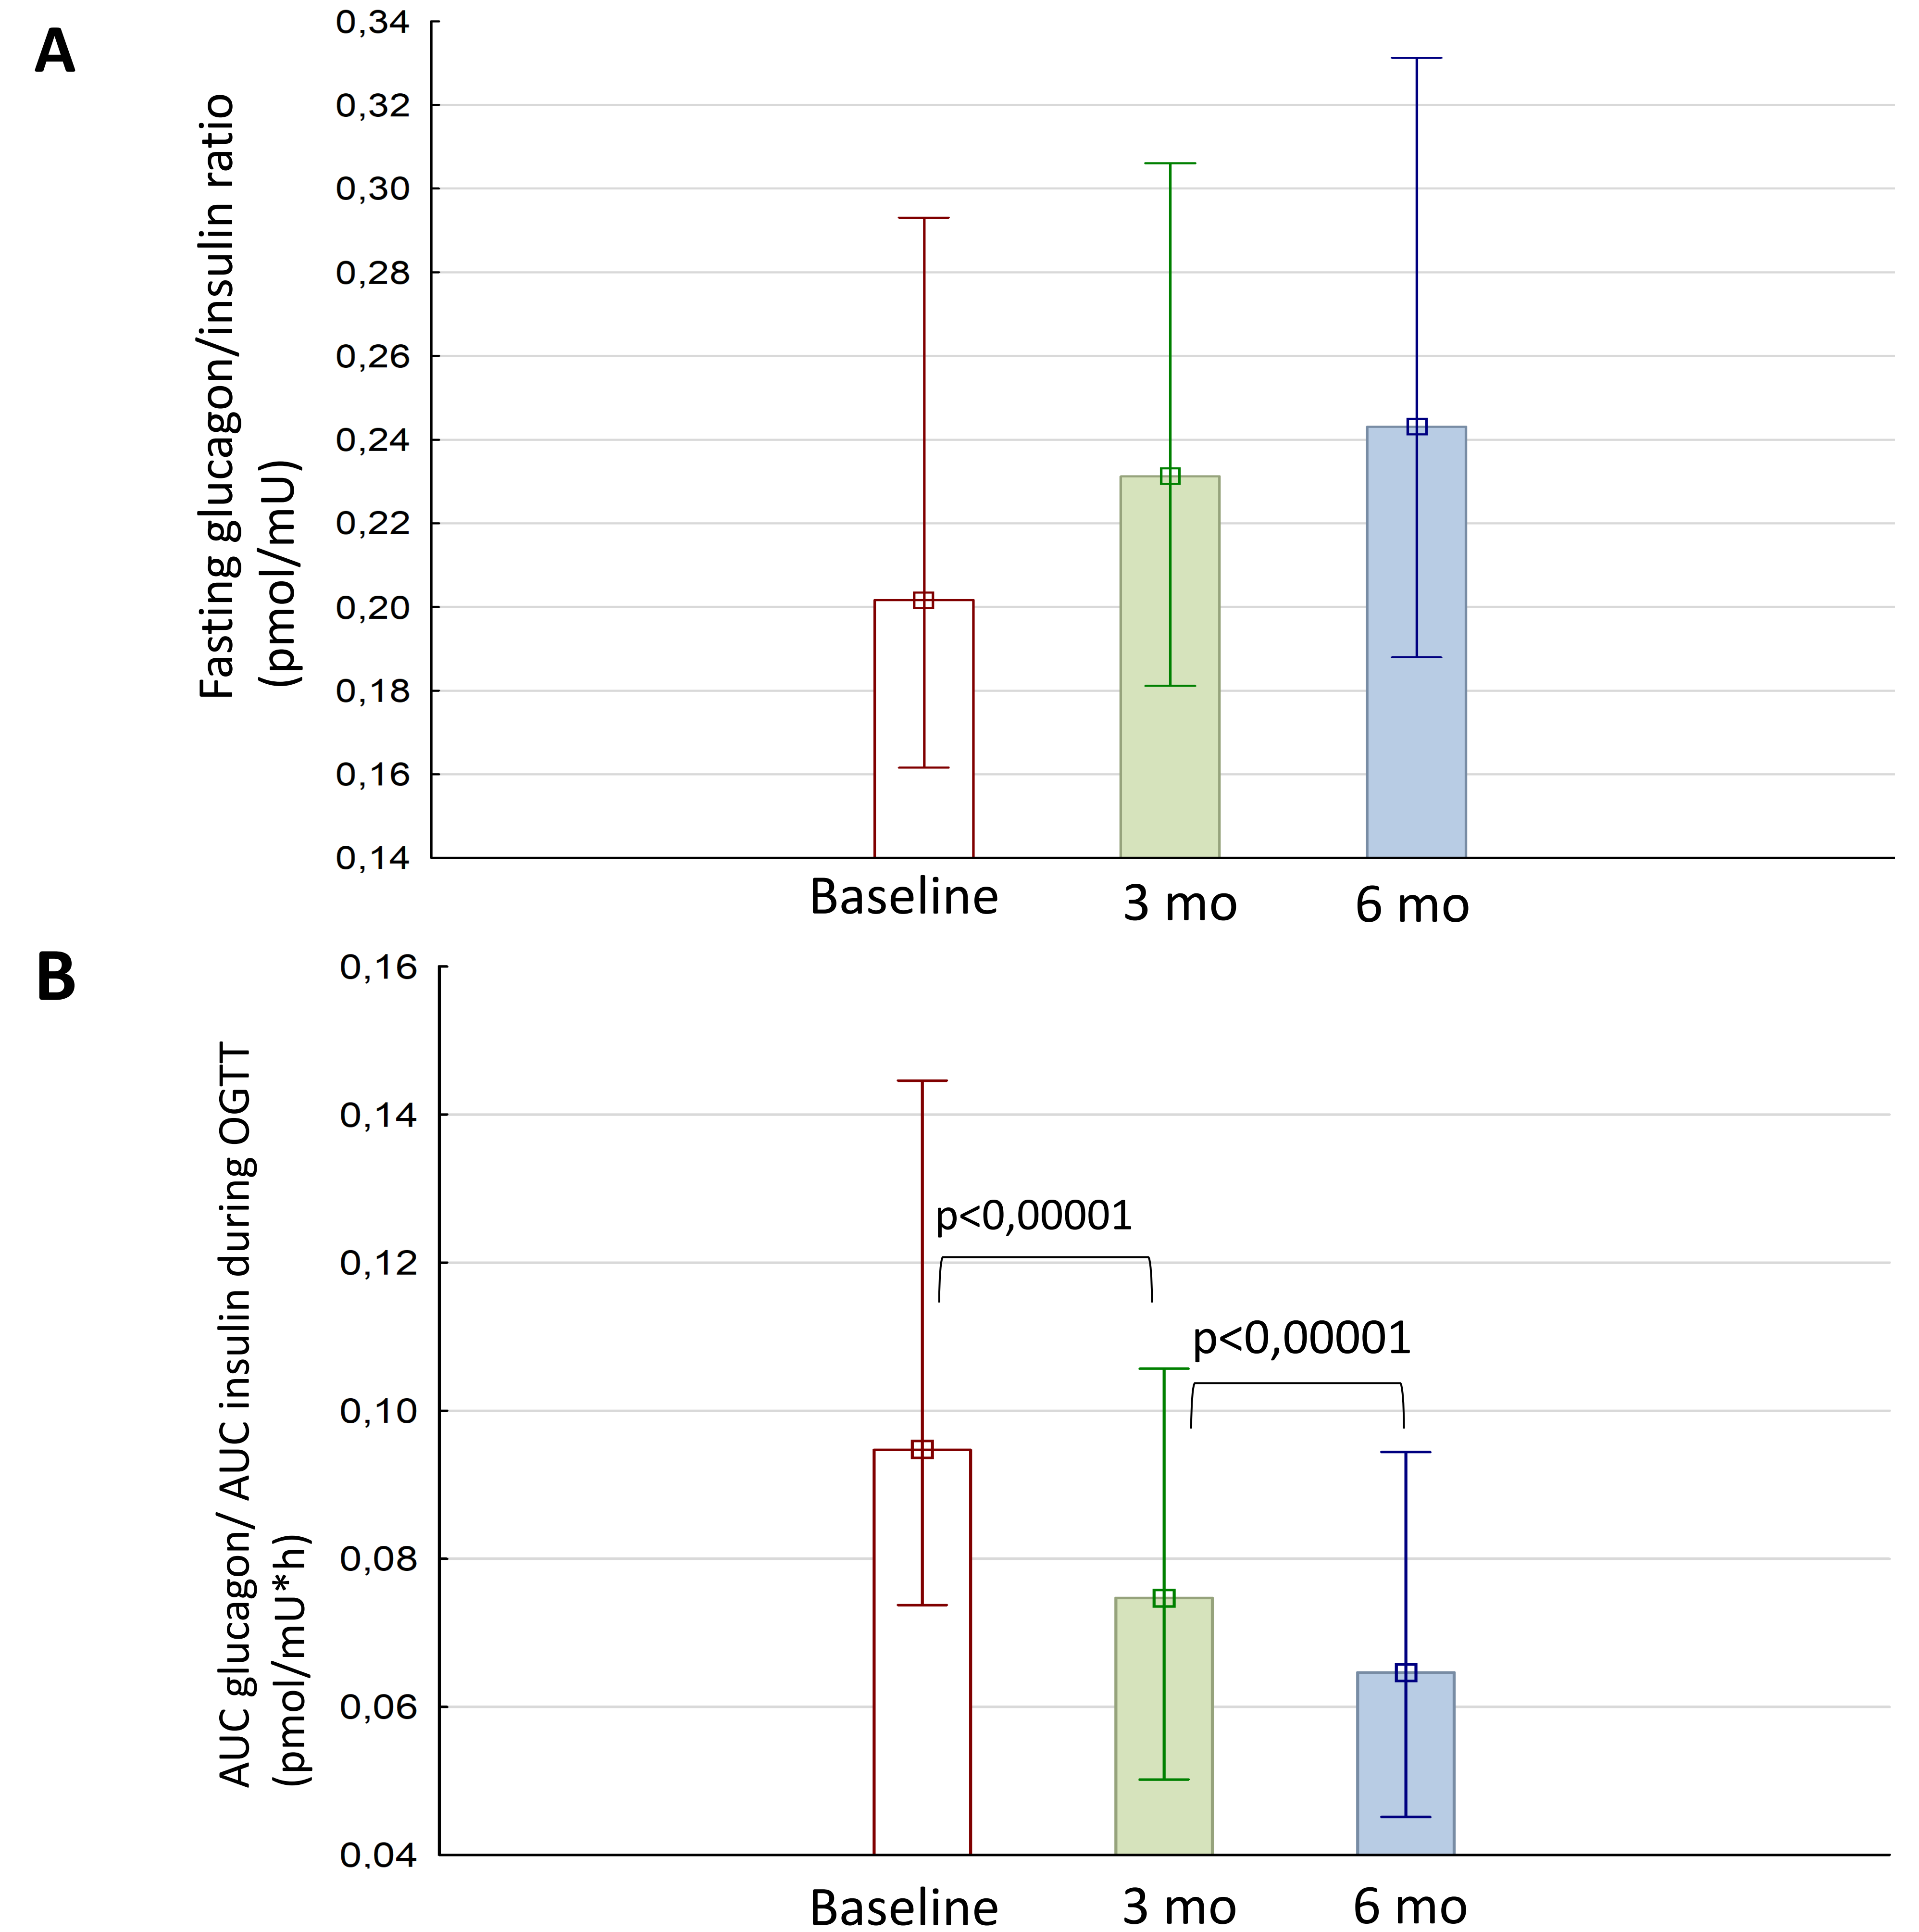 A
Fasting glucagon/insulin ratio
(pmol/mU)
0,34
0,32
0,30
0,28
0,26
0,24
0,22
0,20
0,18
0,16
0,14
Baseline
3 mo
6 mo
B
AUC glucagon/ AUC insulin during OGTT
(pmol/mU*h)
0,16
0,14
0,12
0,10
0,08
0,06
0,04
p<0,00001
p<0,00001
Baseline
3 mo
6 mo